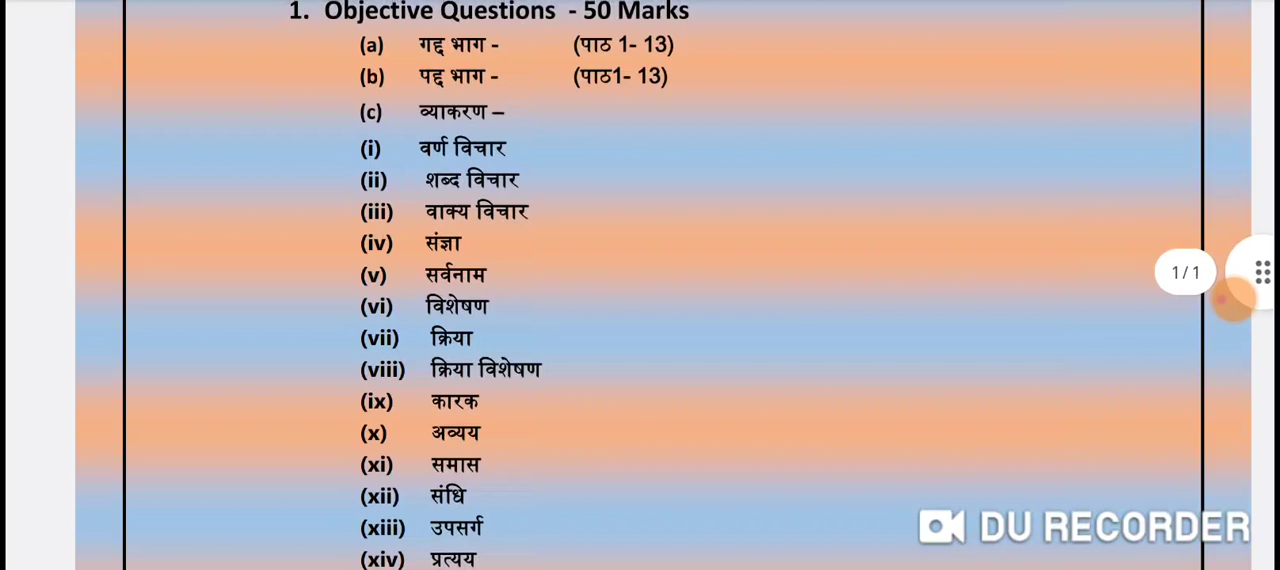 1. Objective Questions - 50 Marks
(a) गद्द भाग - (पाठ 1- 13)
(b) पद्द भाग - (पाठ1- 13)
(c) व्याकरण –
(i) वर्ण विचार
(ii) शब्द विचार
(iii) वाक्य विचार
(iv) संज्ञा
(v) सर्वनाम
(vi) विशेषण
(vii) क्रिया
(viii) क्रिया विशेषण
(ix) कारक
(x) अव्यय
(xi) समास
(xii) संधि
(xiii) उपसर्ग
(xiv) प्रत्यय
1/1
DU RECORDER